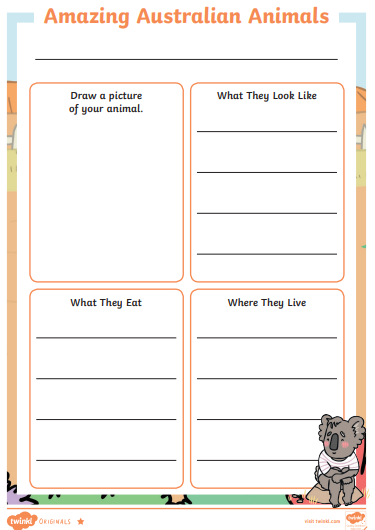 Amazing Australian Animals
Draw a picture
of your animal.
What They Look Like
What They Eat
Where They Live
twinkl ORIGINALS
visit twinkl.com
twinkl